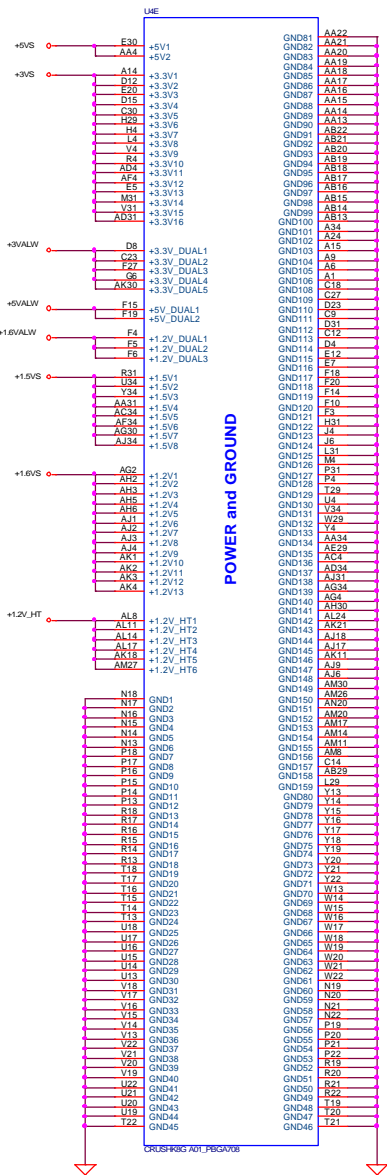 U4E
+5VS E30 +5V1
AA4 +5V2
+3VS A14 +3.3V1
D12 +3.3V2
E20 +3.3V3
D15 +3.3V4
C30 +3.3V5
H29 +3.3V6
H4 +3.3V7
L4 +3.3V8
V4 +3.3V9
R4 +3.3V10
AD4 +3.3V11
AF4 +3.3V12
E5 +3.3V13
M31 +3.3V14
V31 +3.3V15
AD31 +3.3V16
+3VALW D8 +3.3V_DUAL1
C23 +3.3V_DUAL2
F27 +3.3V_DUAL3
G6 +3.3V_DUAL4
AK30 +3.3V_DUAL5
+5VALW F15 +5V_DUAL1
F19 +5V_DUAL2
+1.6VALW F4 +1.2V_DUAL1
F5 +1.2V_DUAL2
F6 +1.2V_DUAL3
+1.5VS R31 +1.5V1
U34 +1.5V2
Y34 +1.5V3
AA31 +1.5V4
AC34 +1.5V5
AF34 +1.5V6
AG30 +1.5V7
AJ34 +1.5V8
+1.6VS AG2 +1.2V1
AH2 +1.2V2
AH3 +1.2V3
AH5 +1.2V4
AH6 +1.2V5
AJ1 +1.2V6
AJ2 +1.2V7
AJ3 +1.2V8
AJ4 +1.2V9
AK1 +1.2V10
AK2 +1.2V11
AK3 +1.2V12
AK4 +1.2V13
+1.2V_HT AL8 +1.2V_HT1
AL11 +1.2V_HT2
AL14 +1.2V_HT3
AL17 +1.2V_HT4
AK18 +1.2V_HT5
AM27 +1.2V_HT6
N18 GND1
N17 GND2
N16 GND3
N15 GND4
N14 GND5
N13 GND6
P18 GND7
P17 GND8
P16 GND9
P15 GND10
P14 GND11
P13 GND12
R18 GND13
R17 GND14
R16 GND15
R15 GND16
R14 GND17
R13 GND18
T18 GND19
T17 GND20
T16 GND21
T15 GND22
T14 GND23
T13 GND24
U18 GND25
U17 GND26
U16 GND27
U15 GND28
U14 GND29
U13 GND30
V18 GND31
V17 GND32
V16 GND33
V15 GND34
V14 GND35
V13 GND36
V22 GND37
V21 GND38
V20 GND39
V19 GND40
U22 GND41
U21 GND42
U20 GND43
U19 GND44
T22 GND45
POWER and GROUND
GND81 AA22
GND82 AA21
GND83 AA20
GND84 AA19
GND85 AA18
GND86 AA17
GND87 AA16
GND88 AA15
GND89 AA14
GND90 AA13
GND91 AB22
GND92 AB21
GND93 AB20
GND94 AB19
GND95 AB18
GND96 AB17
GND97 AB16
GND98 AB15
GND99 AB14
GND100 AB13
GND101 A34
GND102 A24
GND103 A15
GND104 A9
GND105 A6
GND106 A1
GND108 C18
GND109 C27
GND110 D23
GND111 C9
GND112 D31
GND113 C12
GND114 D4
GND115 E12
GND116 E7
GND117 F18
GND118 F20
GND119 F14
GND120 F10
GND121 F3
GND122 H31
GND123 J4
GND124 J6
GND125 L31
GND126 M4
GND127 P31
GND128 P4
GND129 T29
GND130 U4
GND131 V34
GND132 W29
GND133 Y4
GND134 AA34
GND135 AE29
GND136 AC4
GND137 AD34
GND138 AJ31
GND139 AG34
GND140 AG4
GND141 AH30
GND142 AL24
GND143 AK21
GND144 AJ18
GND145 AJ17
GND146 AK11
GND147 AJ9
GND148 AJ6
GND149 AM30
GND150 AM26
GND151 AN20
GND152 AM20
GND153 AM17
GND154 AM14
GND155 AM11
GND156 AM8
GND157 C14
GND158 AB29
GND159 L29
GND80 Y13
GND79 Y14
GND78 Y15
GND77 Y16
GND76 Y17
GND75 Y18
GND74 Y19
GND73 Y20
GND72 Y21
GND71 Y22
GND70 W13
GND69 W14
GND68 W15
GND67 W16
GND66 W17
GND65 W18
GND64 W19
GND63 W20
GND62 W21
GND61 W22
GND60 N19
GND59 N20
GND58 N21
GND57 N22
GND56 P19
GND55 P20
GND54 P21
GND53 P22
GND52 R19
GND51 R20
GND50 R21
GND49 R22
GND48 T19
GND47 T20
GND46 T21
CRUSHK8G A01_PBGA708